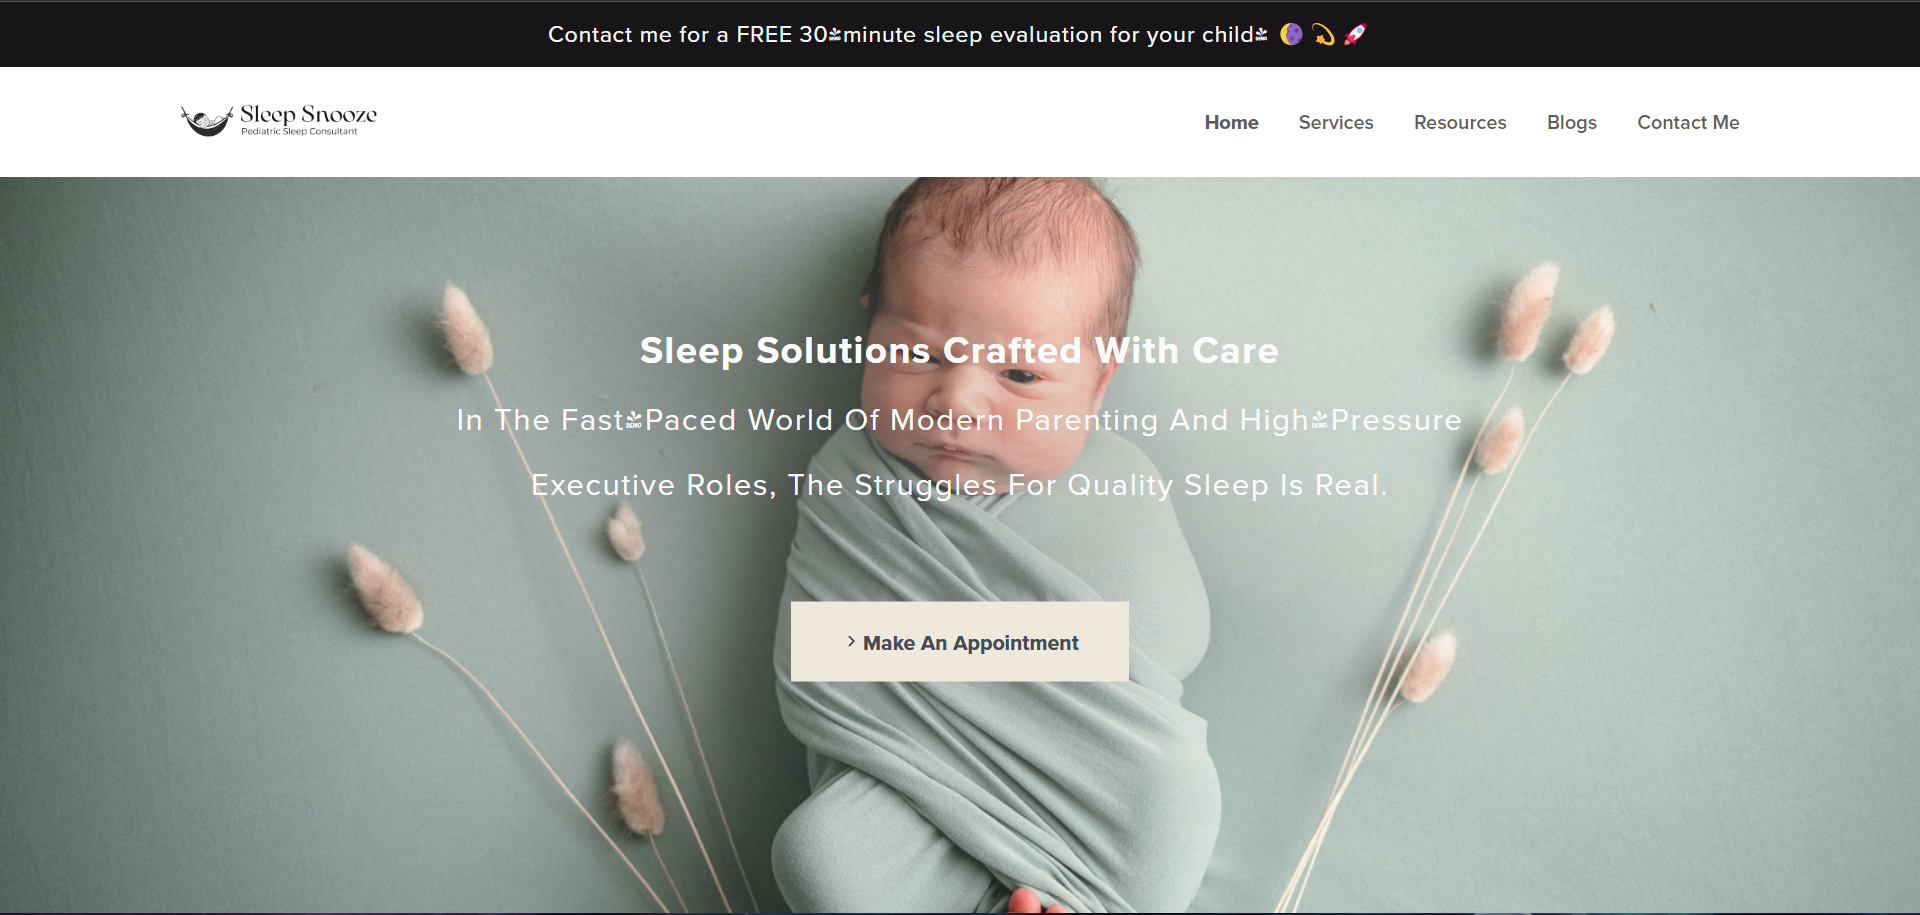 Contact me for a FREE 30 minute sleep evaluation for your child 🌔 💫 🚀
Sleep Snooze
Pediatric Sleep Consultant
Home Services Resources Blogs Contact Me
Sleep Solutions Crafted With Care
In The Fast Paced World Of Modern Parenting And High Pressure
Executive Roles, The Struggles For Quality Sleep Is Real.
> Make An Appointment